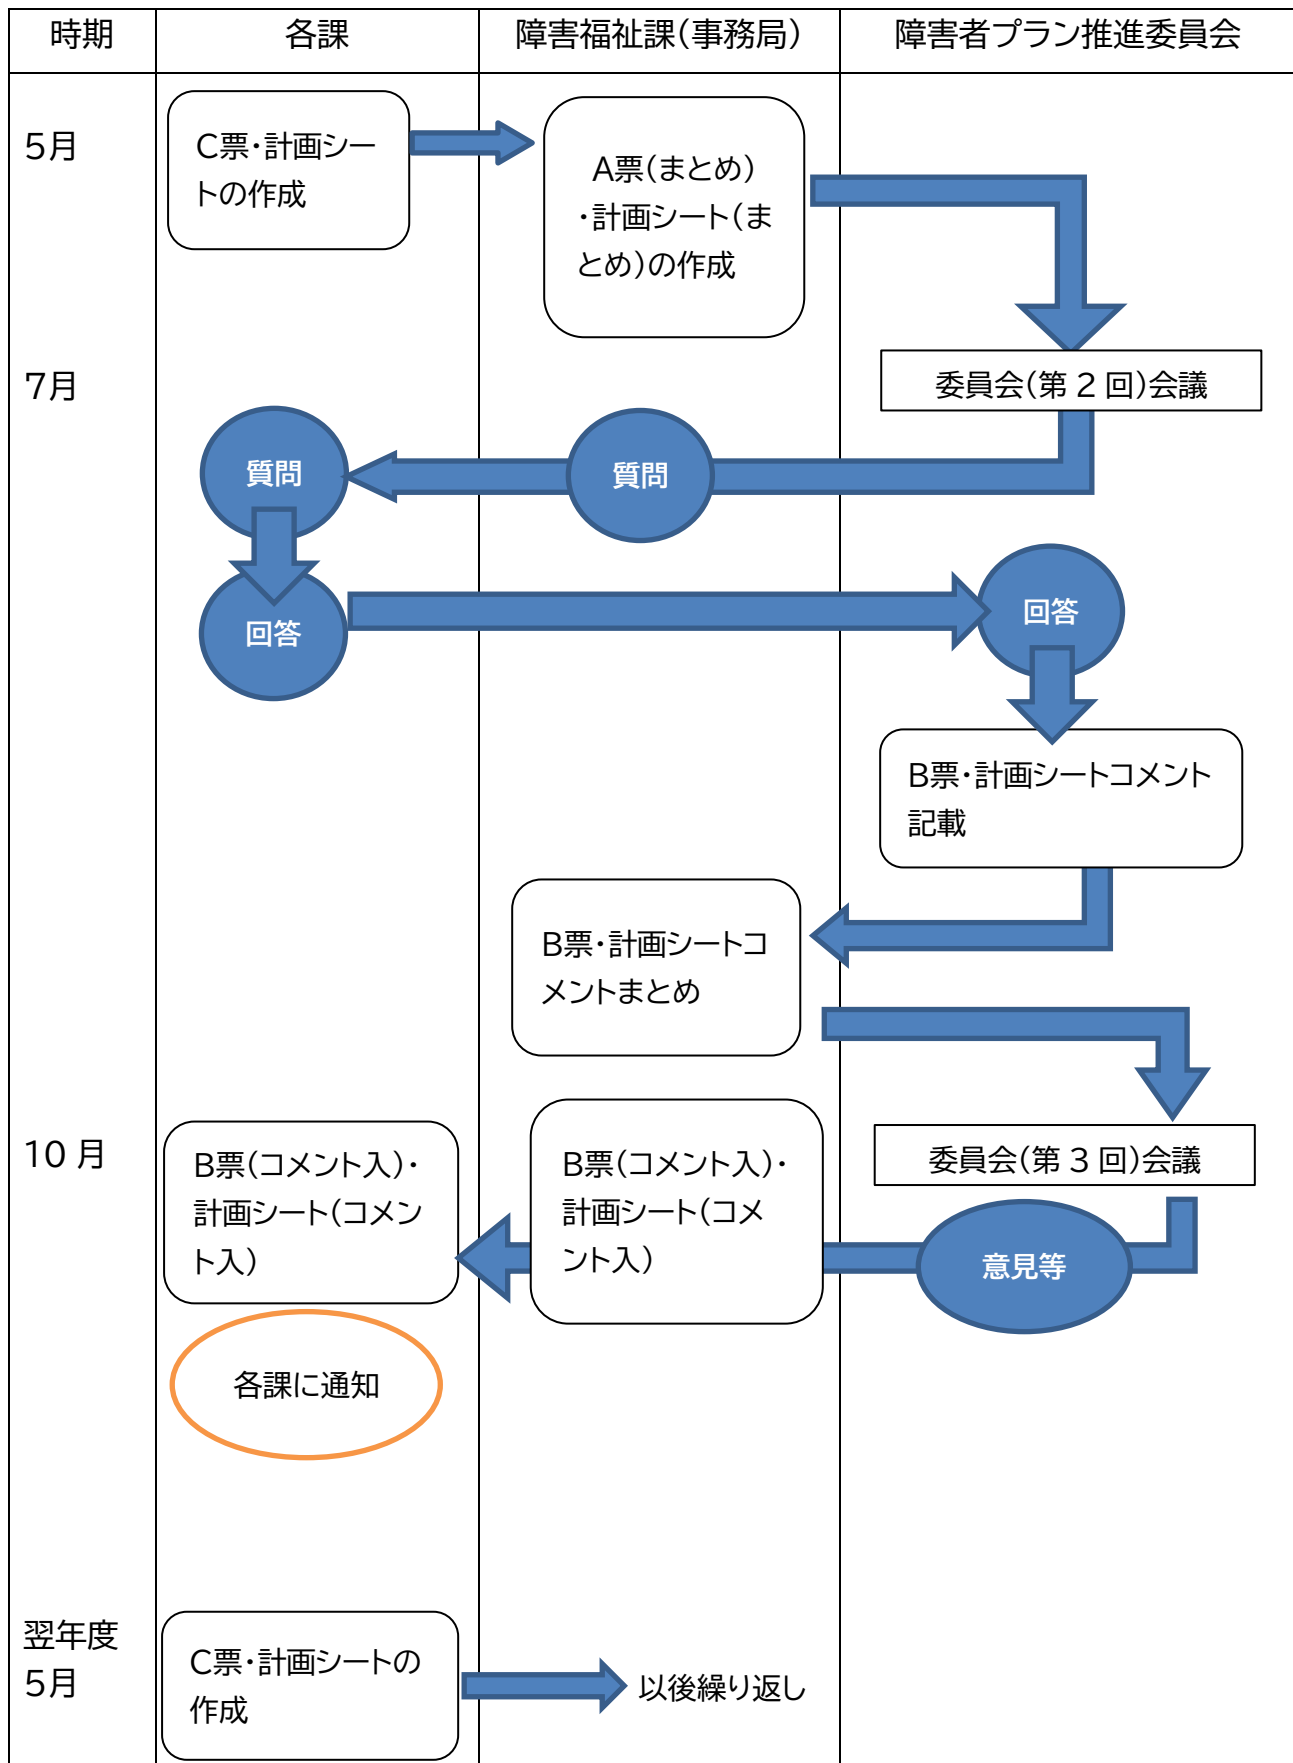 時期
各課
障害福祉課(事務局)
障害者プラン推進委員会
5月
C票・計画シー
トの作成
A票(まとめ)
・計画シート(ま
とめ)の作成
7月
委員会(第 2 回)会議
質問
質問
回答
回答
B票・計画シートコメント
記載
B票・計画シートコ
メントまとめ
10 月
B票(コメント入)・
計画シート(コメン
ト入)
B票(コメント入)・
計画シート(コメ
ント入)
委員会(第 3 回)会議
意見等
各課に通知
翌年度
5月
C票・計画シートの
作成
以後繰り返し